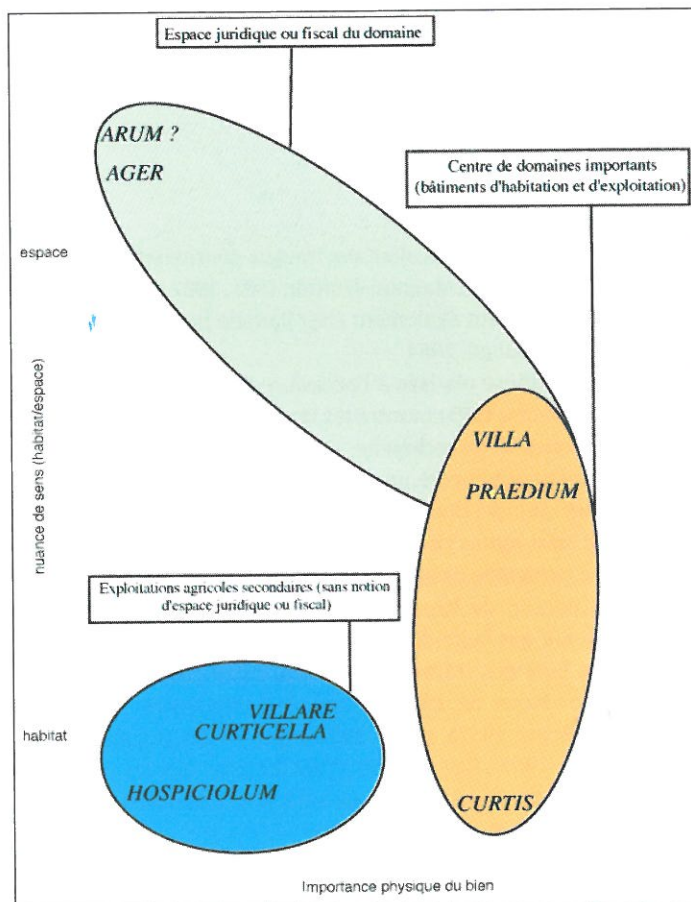 Espace juridique ou fiscal du domaine
ARUM ?
AGER
Centre de domaines importants
(bâtiments d'habitation et d'exploitation)
espace
nuance de sens (habitat/espace)
VILLA
PRAEDIUM
Exploitations agricoles secondaires (sans notion
d'espace juridique ou fiscal)
habitat
VILLARE
CURTICELLA
HOSPICIOLUM
CURTIS
Importance physique du bien